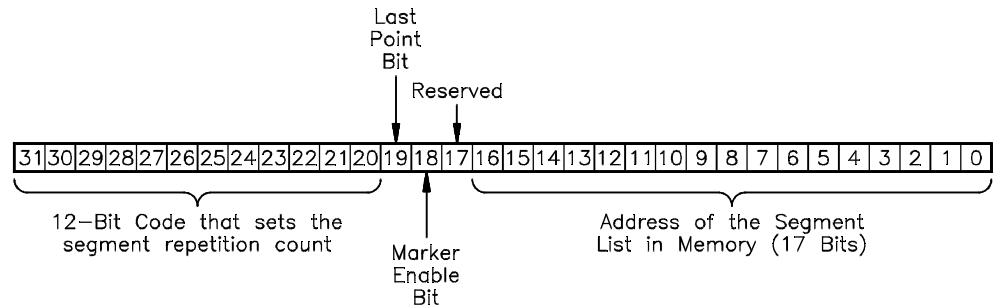 Last
Point
Bit
Reserved
31 30 29 28 27 26 25 24 23 22 21 20 19 18 17 16 15 14 13 12 11 10 9 8 7 6 5 4 3 2 1 0
12-Bit Code that sets the
segment repetition count
Address of the Segment
List in Memory (17 Bits)
Marker
Enable
Bit